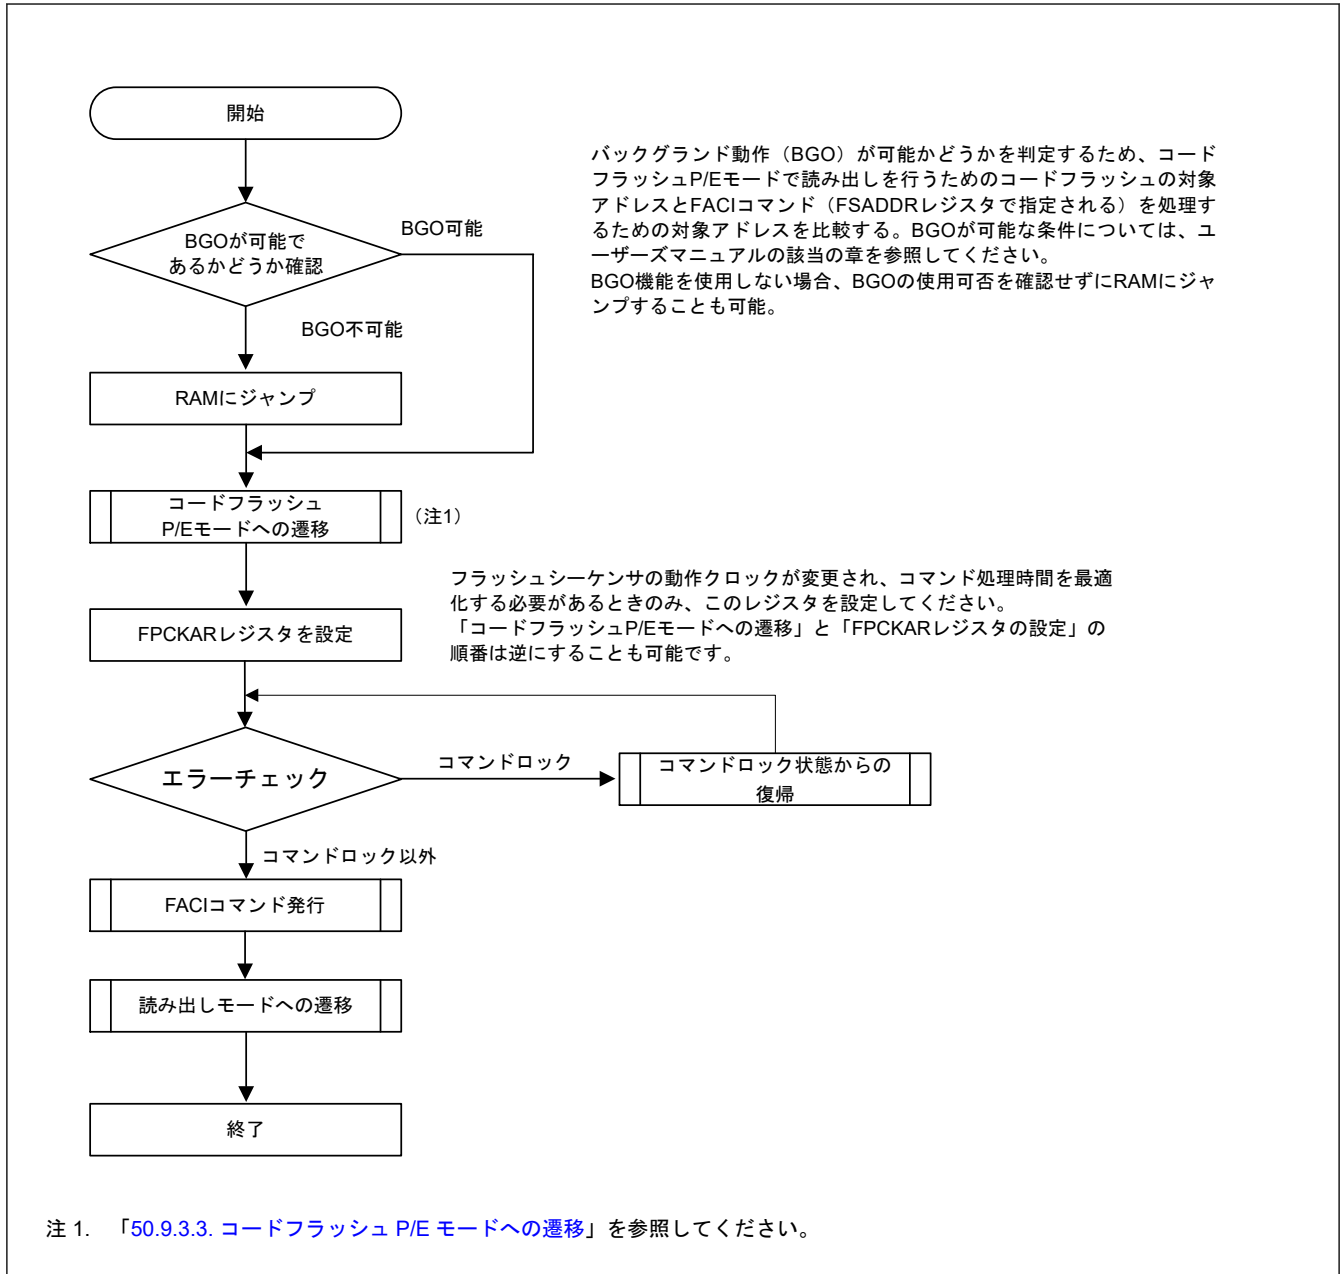 開始
バックグランド動作（BGO）が可能かどうかを判定するため、コード
フラッシュP/Eモードで読み出しを行うためのコードフラッシュの対象
アドレスとFACIコマンド（FSADDRレジスタで指定される）を処理す
るための対象アドレスを比較する。BGOが可能な条件については、ユ
ーザーズマニュアルの該当の章を参照してください。
BGO機能を使用しない場合、BGOの使用可否を確認せずにRAMにジャ
ンプすることも可能。
BGOが可能で
あるかどうか確認
BGO可能
BGO不可能
RAMにジャンプ
コードフラッシュ
P/Eモードへの遷移
（注1）
フラッシュシーケンサの動作クロックが変更され、コマンド処理時間を最適
化する必要があるときのみ、このレジスタを設定してください。
「コードフラッシュP/Eモードへの遷移」と「FPCKARレジスタの設定」の
順番は逆にすることも可能です。
FPCKARレジスタを設定
エラーチェック
コマンドロック
コマンドロック状態からの
復帰
コマンドロック以外
FACIコマンド発行
読み出しモードへの遷移
終了
注 1. 「50.9.3.3. コードフラッシュ P/E モードへの遷移」を参照してください。